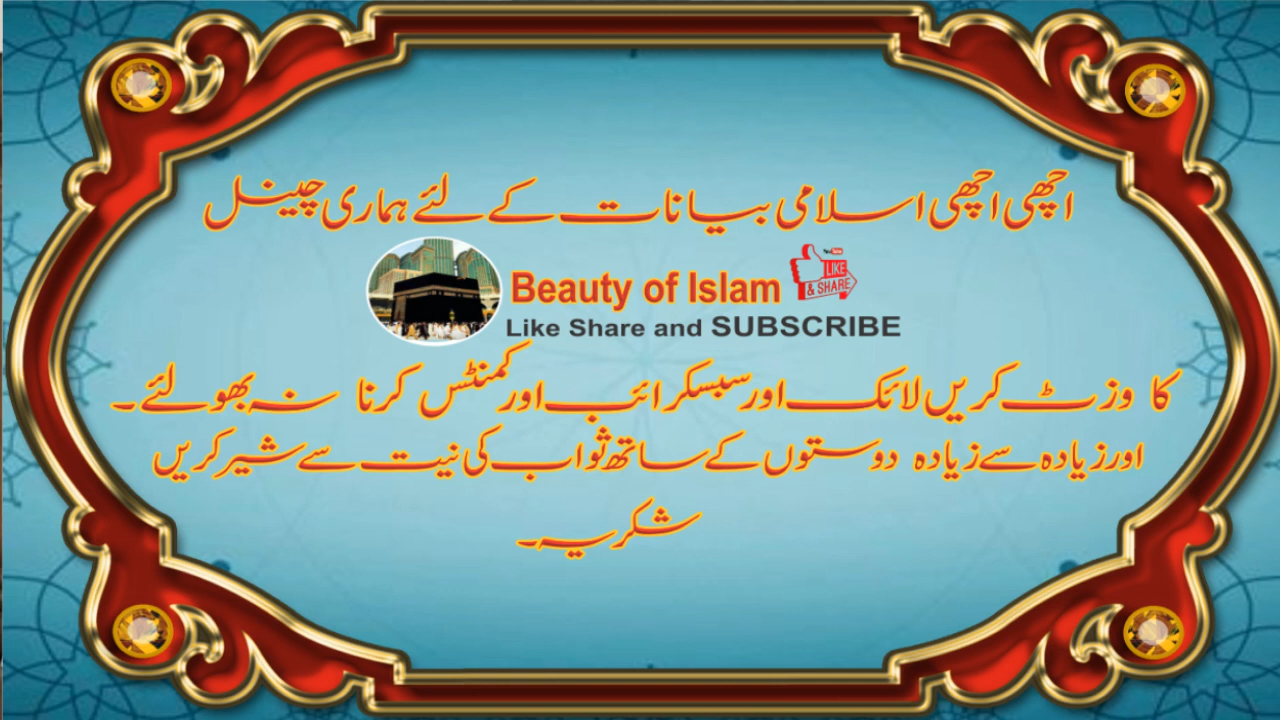 اچھی اچھی اسلامی بیانات کے لئے ہماری چینل
Beauty of Islam
LIKE
& SHARE
Like Share and SUBSCRIBE
کا وزٹ کریں لائک اور سبسکرائب اور کمنٹس کرنا نہ بھولئے۔
اور زیادہ سے زیادہ دوستوں کے ساتھ ثواب کی نیت سے شیر کریں
شکریہ۔